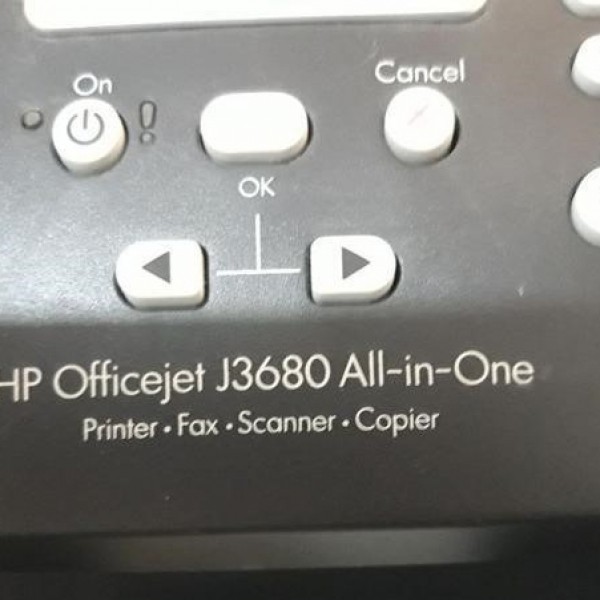 On
Cancel
!
OK
HP Officejet J3680 All-in-One
Printer • Fax • Scanner • Copier